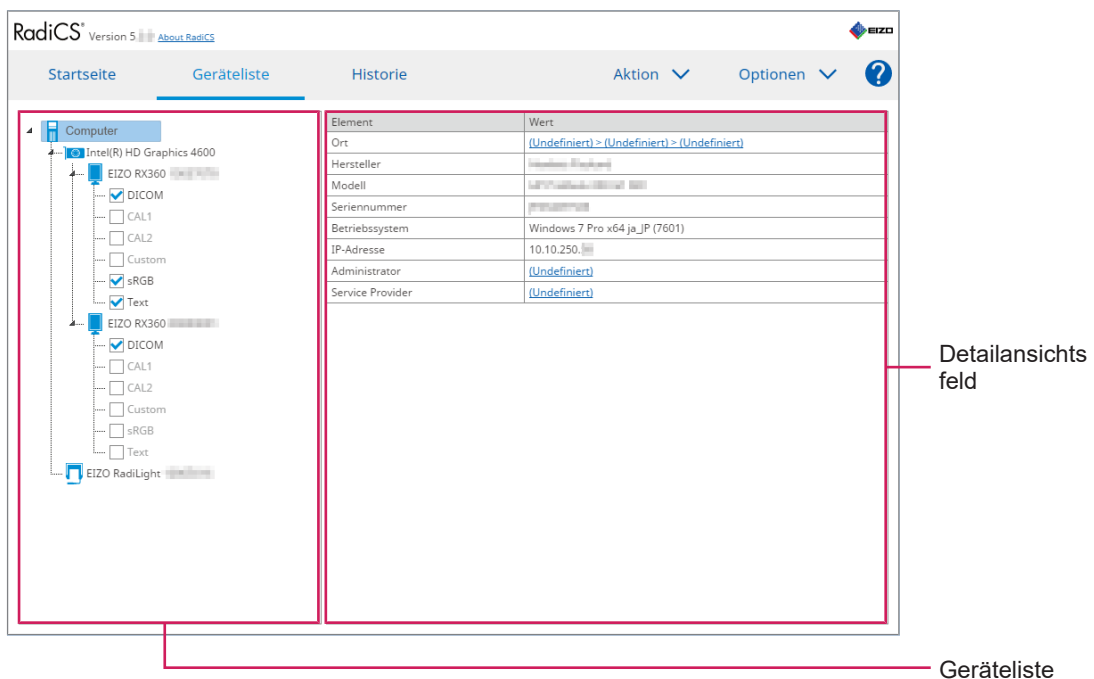 RadiCS® Version 5. About RadiCS
EIZO
Startseite Geräteliste Historie Aktion Optionen ?
Computer
Intel(R) HD Graphics 4600
EIZO RX360
DICOM
CAL1
CAL2
Custom
sRGB
Text
EIZO RX360
DICOM
CAL1
CAL2
Custom
sRGB
Text
EIZO RadiLight
Element Wert
Ort (Undefiniert) > (Undefiniert) > (Undefiniert)
Hersteller
Modell
Seriennummer
Betriebssystem Windows 7 Pro x64 ja_JP (7601)
IP-Adresse 10.10.250.
Administrator (Undefiniert)
Service Provider (Undefiniert)
Detailansichts
feld
Geräteliste